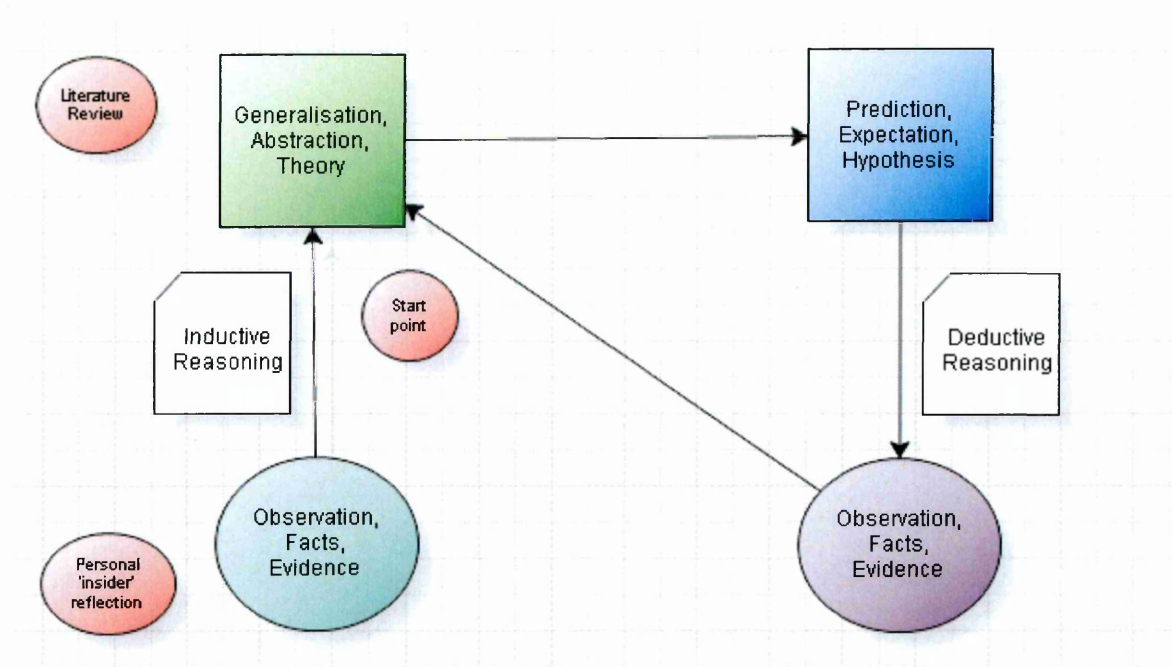 Literature
Review
Generalisation,
Abstraction,
Theory
Prediction,
Expectation,
Hypothesis
Inductive
Reasoning
Start
point
Deductive
Reasoning
Observation,
Facts,
Evidence
Observation,
Facts,
Evidence
Personal
'insider'
reflection